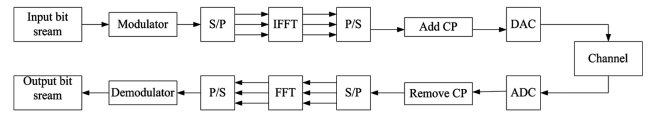 Input bit
sream
Modulator
S/P
IFFT
P/S
Add CP
DAC
Channel
Output bit
sream
Demodulator
P/S
FFT
S/P
Remove CP
ADC